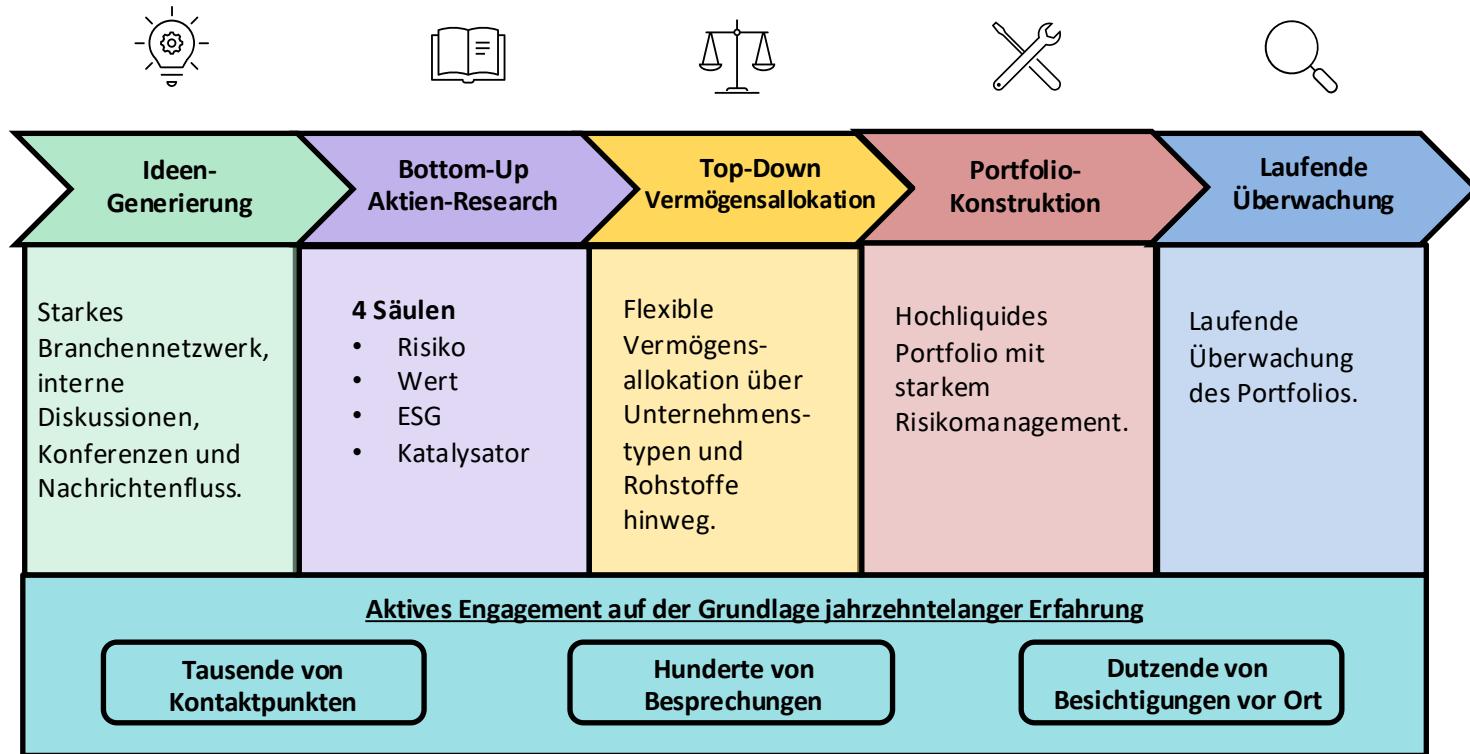 Ideen-
Generierung
Bottom-Up
Aktien-Research
Top-Down
Vermögensallokation
Portfolio-
Konstruktion
Laufende
Überwachung
Starkes
Branchennetzwerk,
interne
Diskussionen,
Konferenzen und
Nachrichtenfluss.
4 Säulen
• Risiko
• Wert
• ESG
• Katalysator
Flexible
Vermögens-
allokation über
Unternehmens-
typen und
Rohstoffe
hinweg.
Hochliquides
Portfolio mit
starkem
Risikomanagement.
Laufende
Überwachung
des Portfolios.
Aktives Engagement auf der Grundlage jahrzehntelanger Erfahrung
Tausende von
Kontaktpunkten
Hunderte von
Besprechungen
Dutzende von
Besichtigungen vor Ort